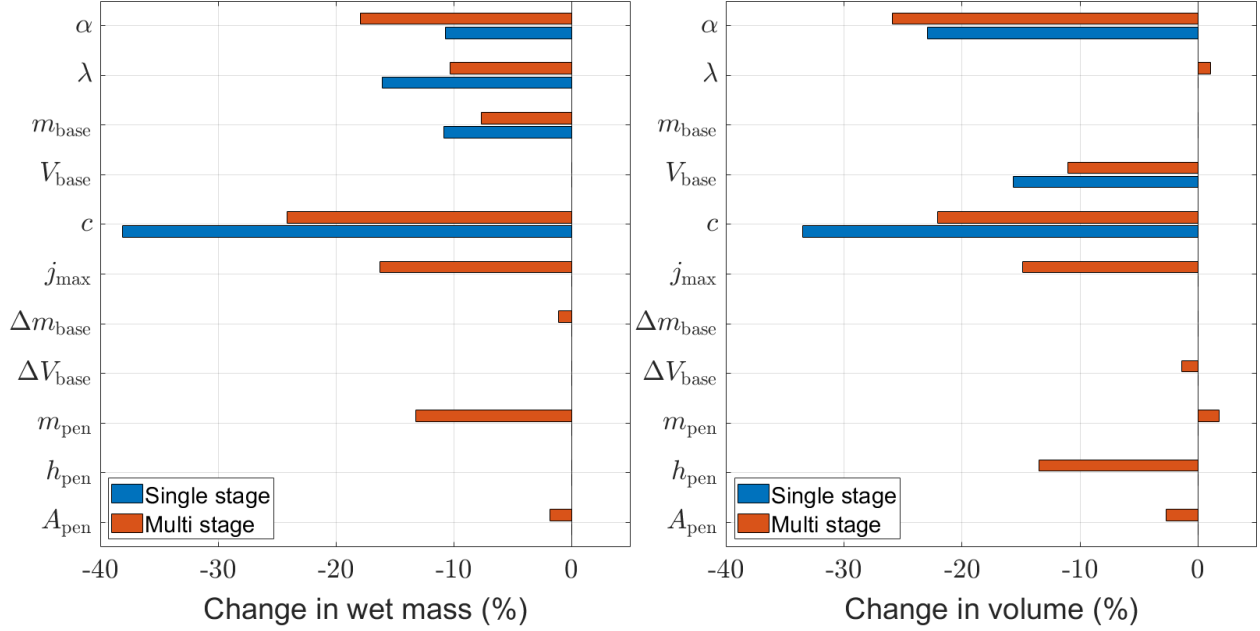 α
λ
m_base
V_base
c
j_max
Δm_base
ΔV_base
m_pen
h_pen
A_pen
Single stage
Multi stage
-40 -30 -20 -10 0
Change in wet mass (%)
α
λ
m_base
V_base
c
j_max
Δm_base
ΔV_base
m_pen
h_pen
A_pen
Single stage
Multi stage
-40 -30 -20 -10 0
Change in volume (%)